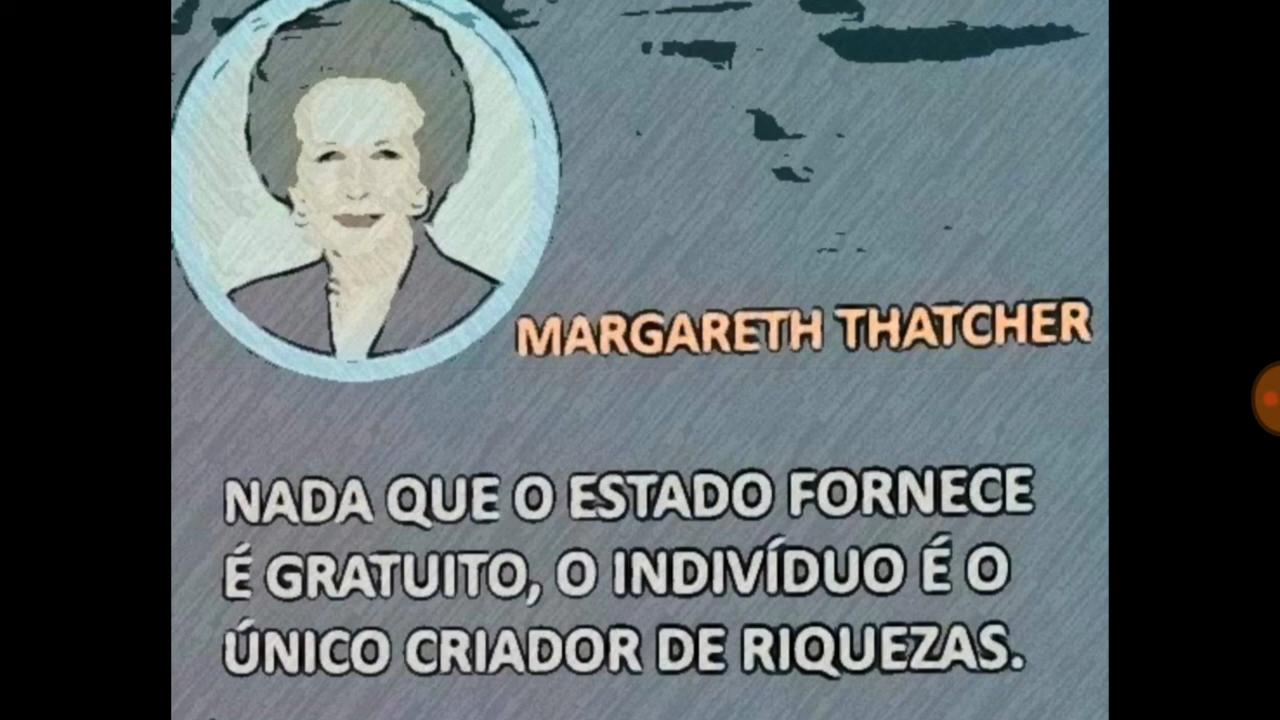 MARGARETH THATCHER
NADA QUE O ESTADO FORNECE
É GRATUITO, O INDIVÍDUO É O
ÚNICO CRIADOR DE RIQUEZAS.